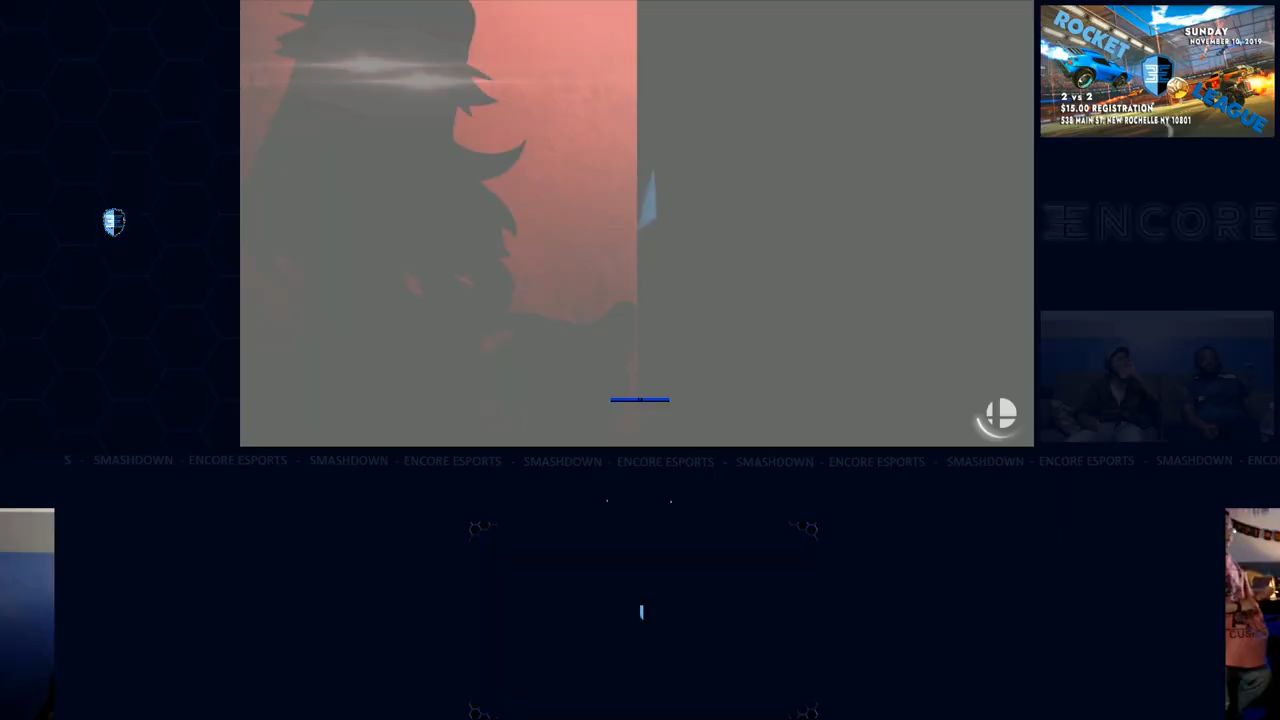 ROCKET
LEAGUE
SUNDAY
NOVEMBER 10, 2019
2 vs 2
$15.00 REGISTRATION
538 MAIN ST, NEW ROCHELLE NY 10801
ENCORE
S - SMASHDOWN - ENCORE ESPORTS - SMASHDOWN - ENCORE ESPORTS - SMASHDOWN - ENCORE ESPORTS - SMASHDOWN - ENCORE ESPORTS - SMASHDOWN - ENCORE ESPORTS - SMASHDOWN - ENCO